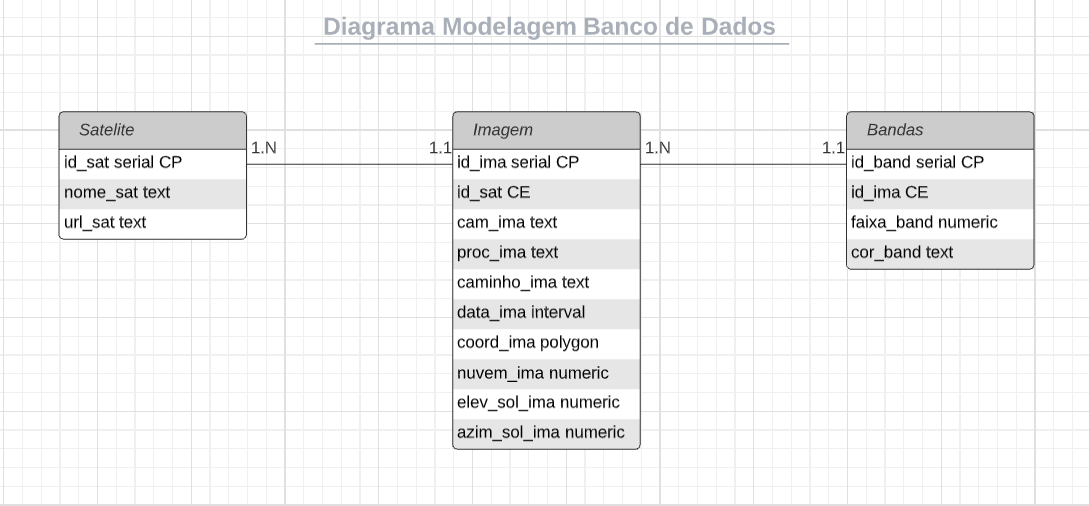 Diagrama Modelagem Banco de Dados
Satelite
id_sat serial CP
nome_sat text
url_sat text
1.N
1.1
Imagem
id_ima serial CP
id_sat CE
cam_ima text
proc_ima text
caminho_ima text
data_ima interval
coord_ima polygon
nuvem_ima numeric
elev_sol_ima numeric
azim_sol_ima numeric
1.N
1.1
Bandas
id_band serial CP
id_ima CE
faixa_band numeric
cor_band text